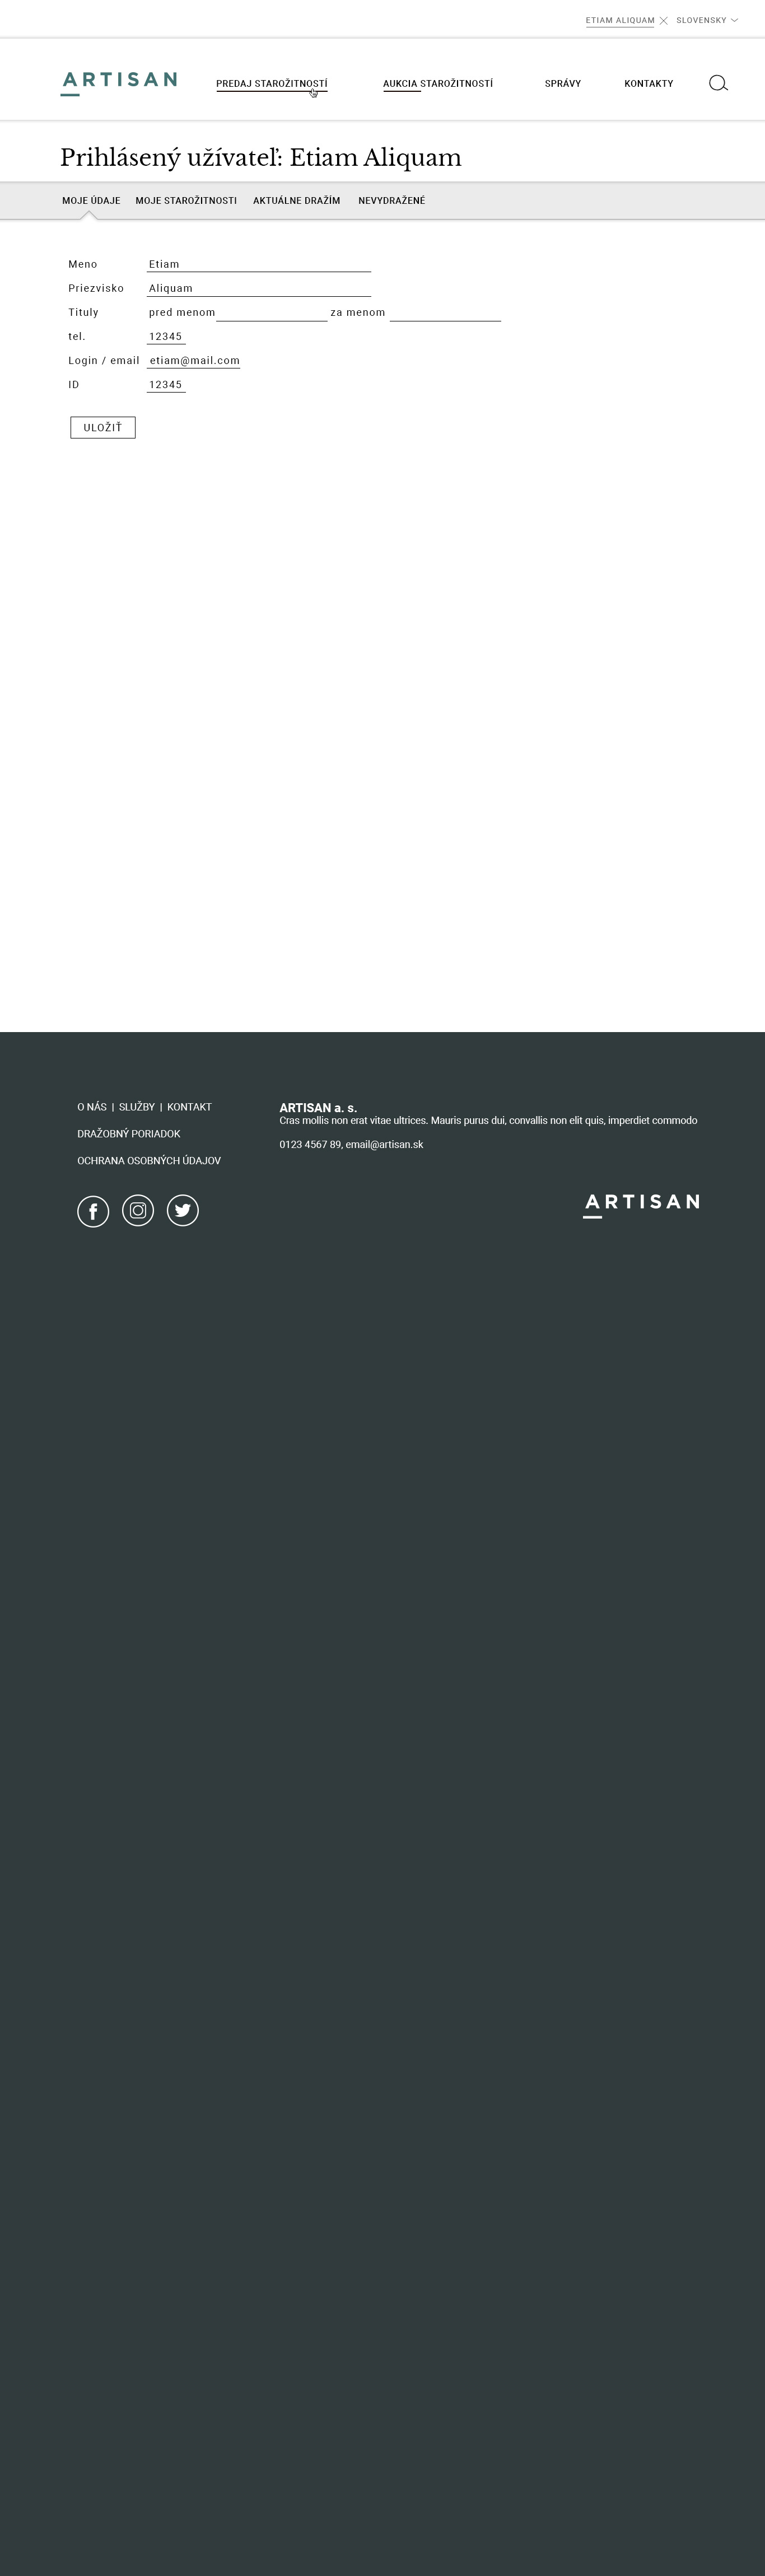 ETIAM ALIQUAM SLOVENSKY
ARTISAN PREDAJ STAROŽITNOSTÍ AUKCIA STAROŽITNOSTÍ SPRÁVY KONTAKTY
Prihlásený užívateľ: Etiam Aliquam
MOJE ÚDAJE MOJE STAROŽITNOSTI AKTUÁLNE DRAŽÍM NEVYDRAŽENÉ
Meno Etiam
Priezvisko Aliquam
Tituly pred menom za menom
tel. 12345
Login / email etiam@mail.com
ID 12345
ULOŽIŤ
O NÁS | SLUŽBY | KONTAKT
DRAŽOBNÝ PORIADOK
OCHRANA OSOBNÝCH ÚDAJOV
ARTISAN a. s.
Cras mollis non erat vitae ultrices. Mauris purus dui, convallis non elit quis, imperdiet commodo
0123 4567 89, email@artisan.sk
ARTISAN